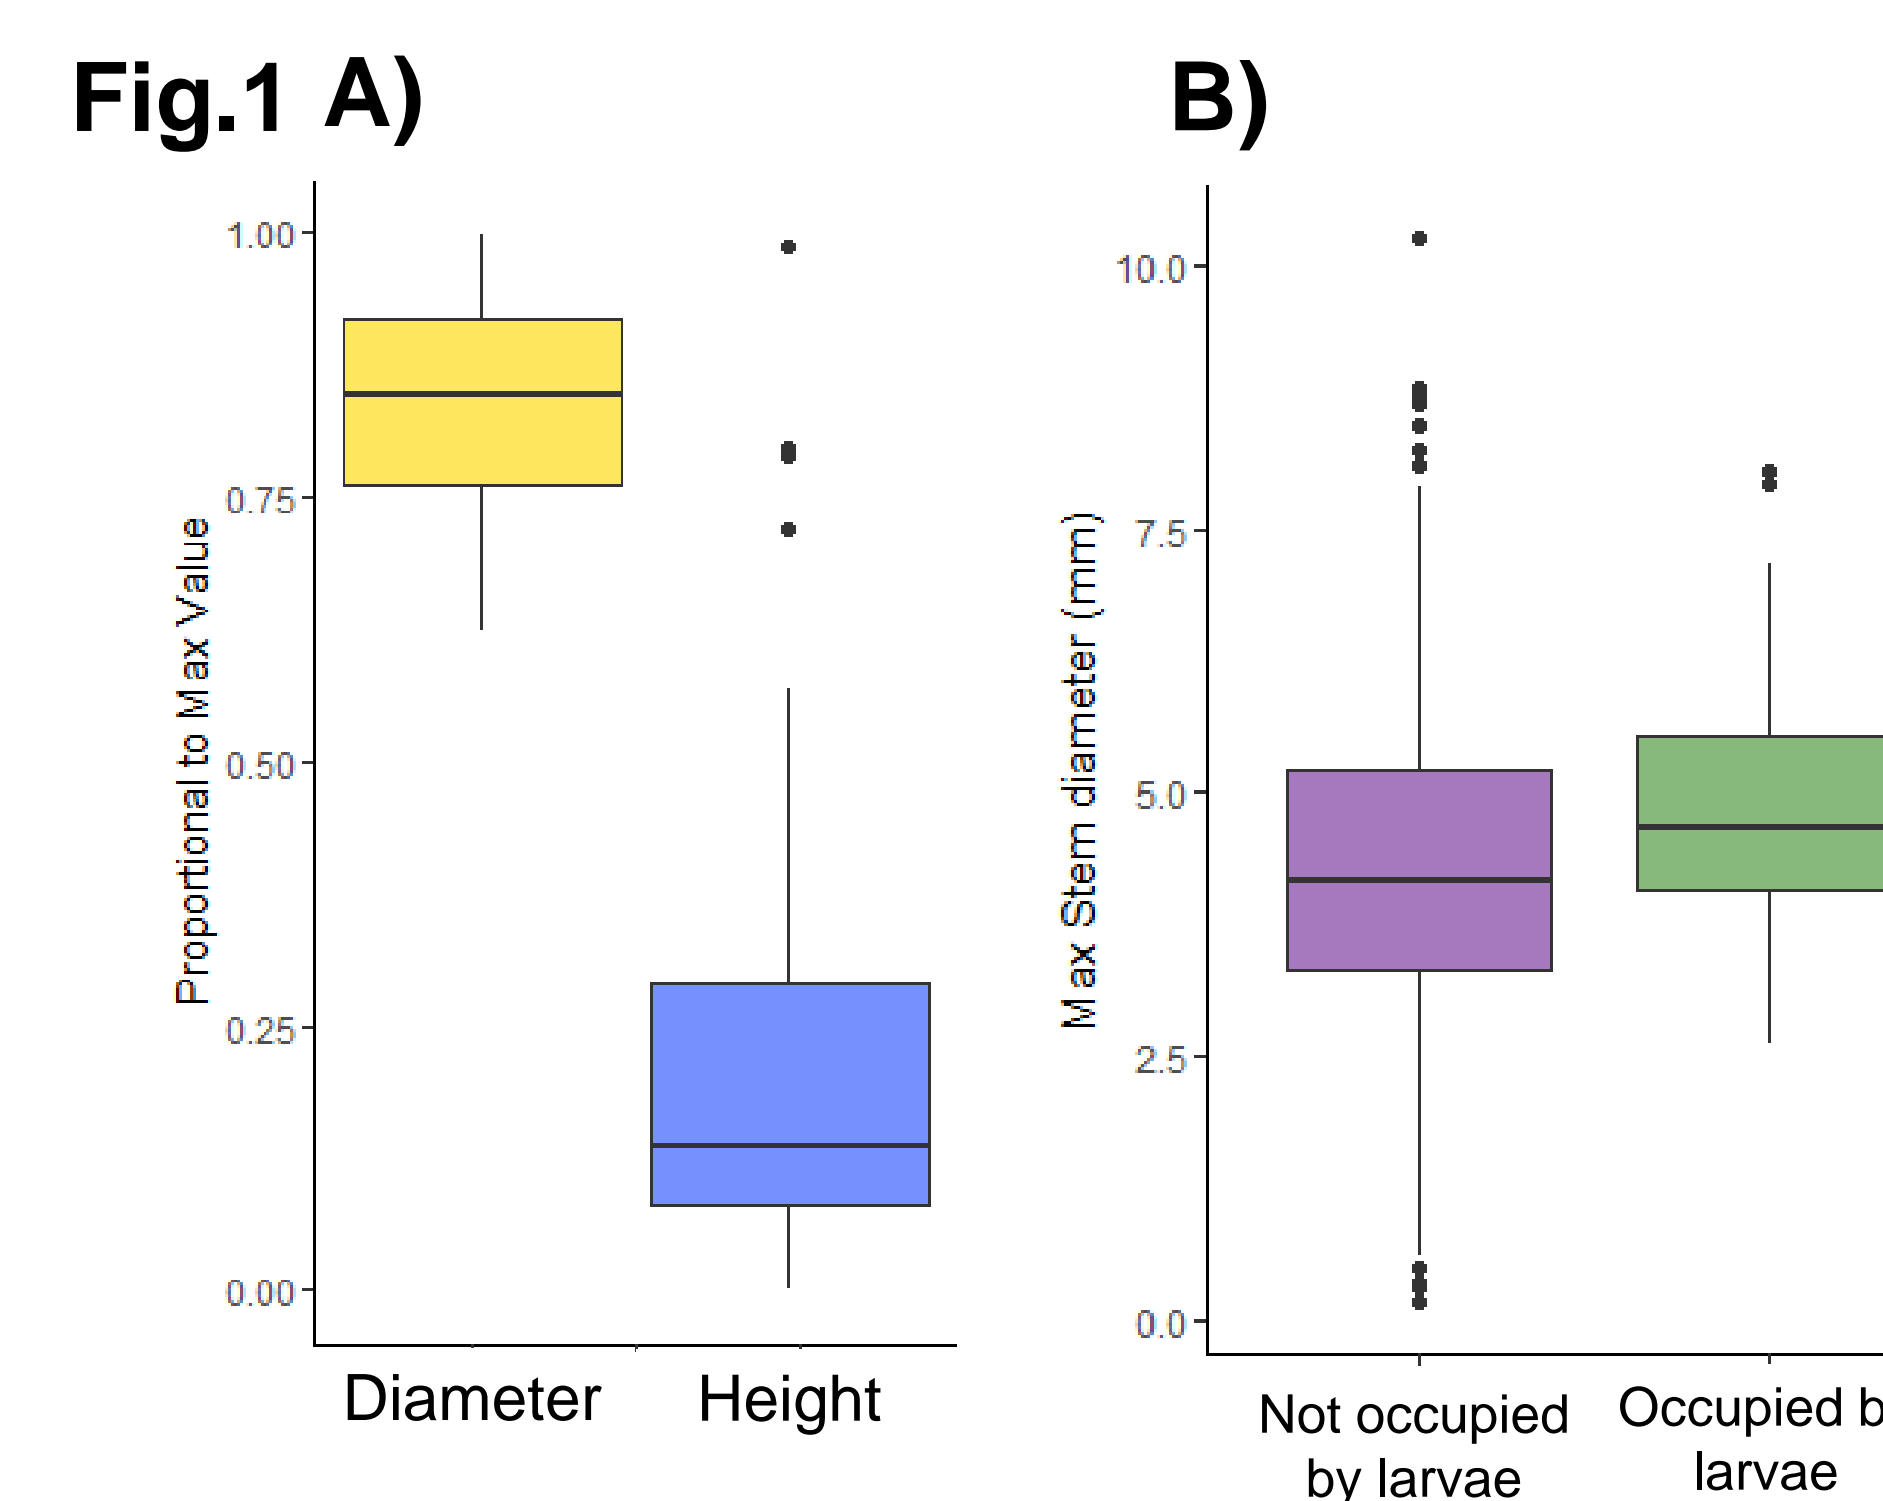 Fig.1 A)
B)
1.00
0.75
0.50
0.25
0.00
Proportional to Max Value
Diameter
Height
10.0
7.5
5.0
2.5
0.0
Max Stem diameter (mm)
Not occupied
by larvae
Occupied b
larvae